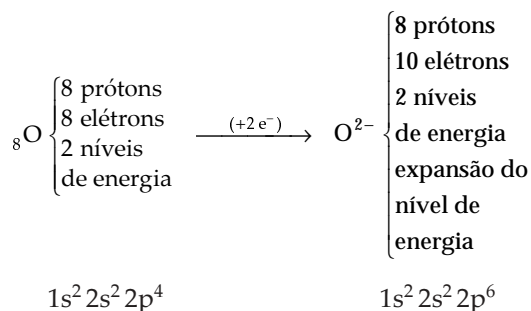 ₈O
8 prótons
8 elétrons
2 níveis
de energia
(+2 e⁻)
O²⁻
8 prótons
10 elétrons
2 níveis
de energia
expansão do
nível de
energia
1s² 2s² 2p⁴
1s² 2s² 2p⁶